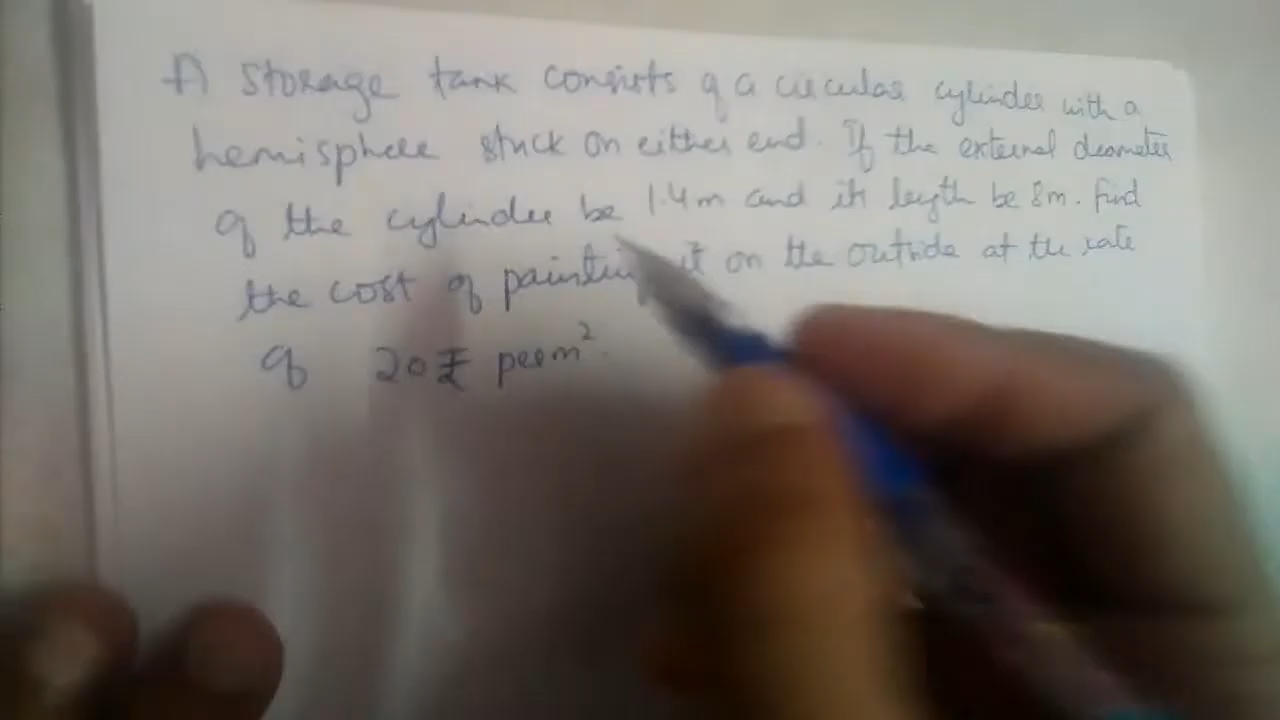 A storage tank consists of a circular cylinder with a
hemisphere stuck on either end. If the external diameter
of the cylinder be 1.4m and its length be 8m. find
the cost of painting it on the outside at the rate
of 20₹ per m².